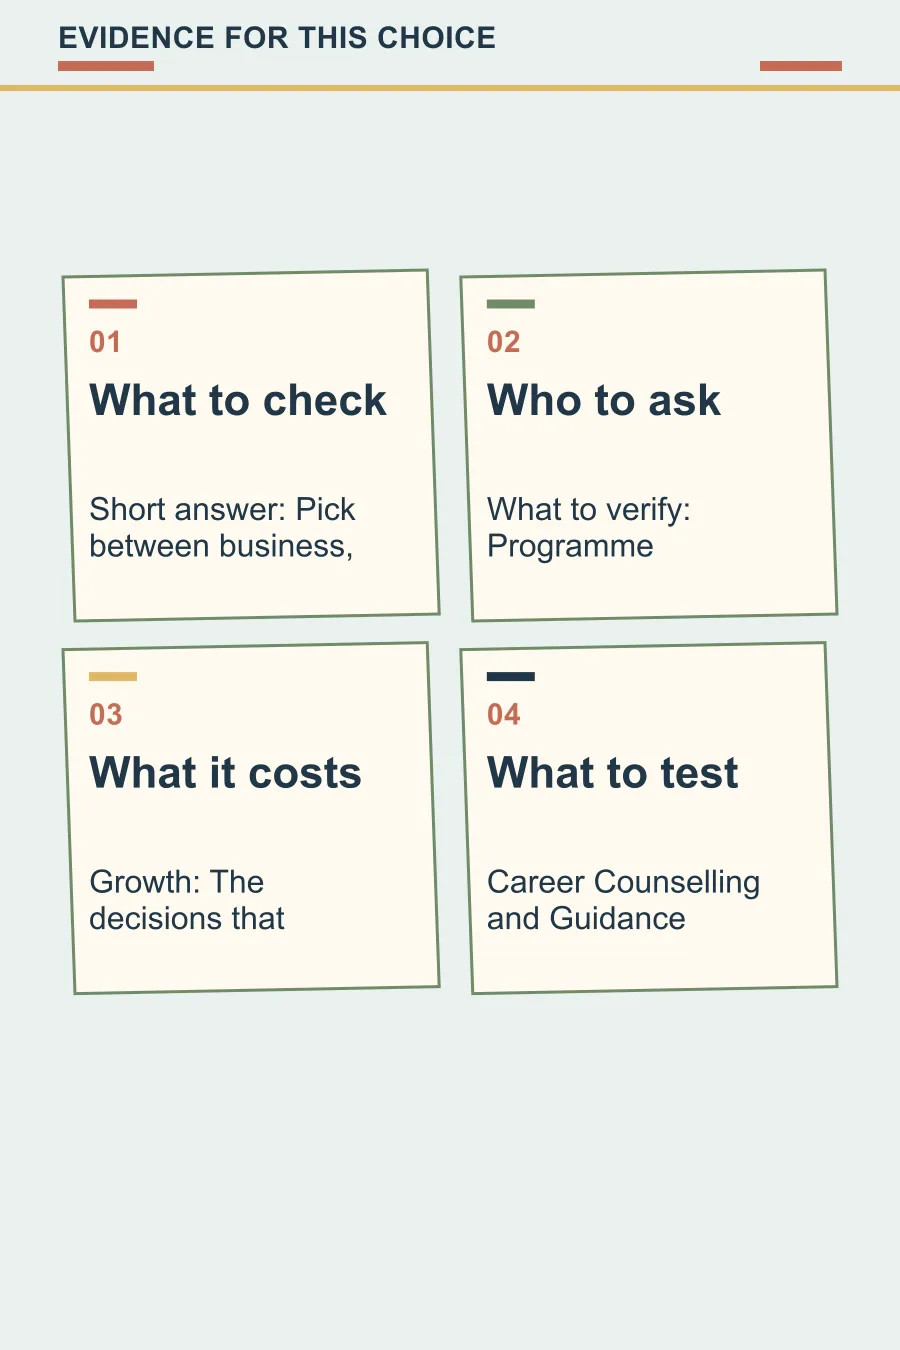 EVIDENCE FOR THIS CHOICE
01
What to check
Short answer: Pick
between business,
02
Who to ask
What to verify:
Programme
03
What it costs
Growth: The
decisions that
04
What to test
Career Counselling
and Guidance